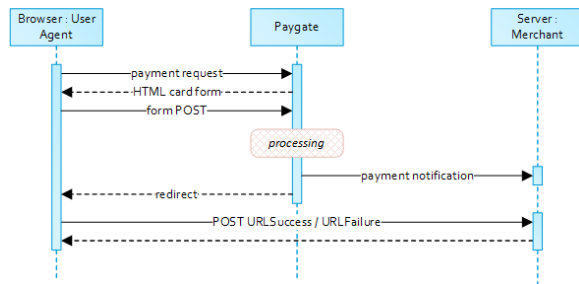 Browser : User
Agent
Paygate
Server :
Merchant
payment request
HTML card form
form POST
processing
payment notification
redirect
POST URLSuccess / URLFailure